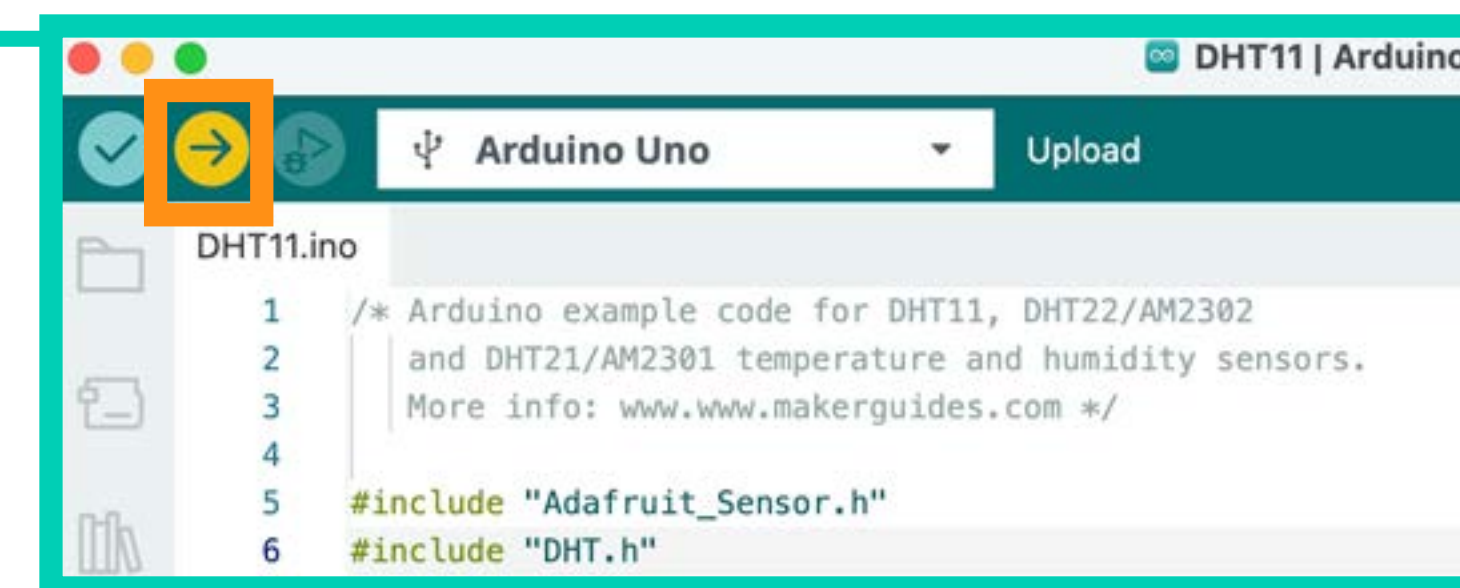 DHT11 | Arduino
Arduino Uno
Upload
DHT11.ino
1 /* Arduino example code for DHT11, DHT22/AM2302
2 and DHT21/AM2301 temperature and humidity sensors.
3 More info: www.www.makerguides.com */
4
5 #include "Adafruit_Sensor.h"
6 #include "DHT.h"